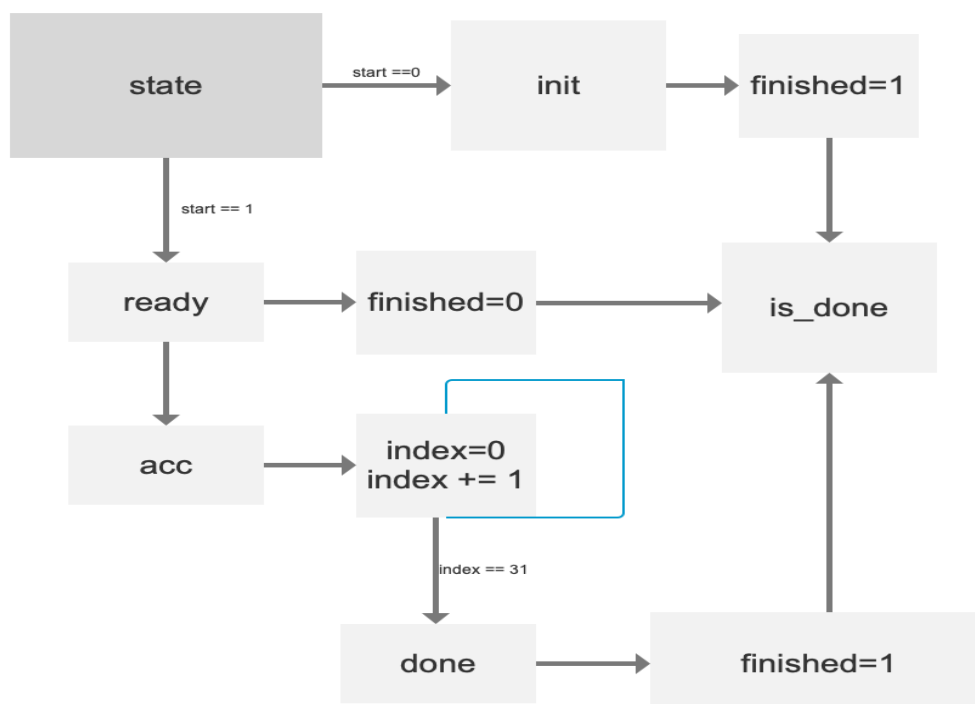 state
start ==0
init
finished=1
start == 1
ready
finished=0
is_done
acc
index=0
index += 1
index == 31
done
finished=1